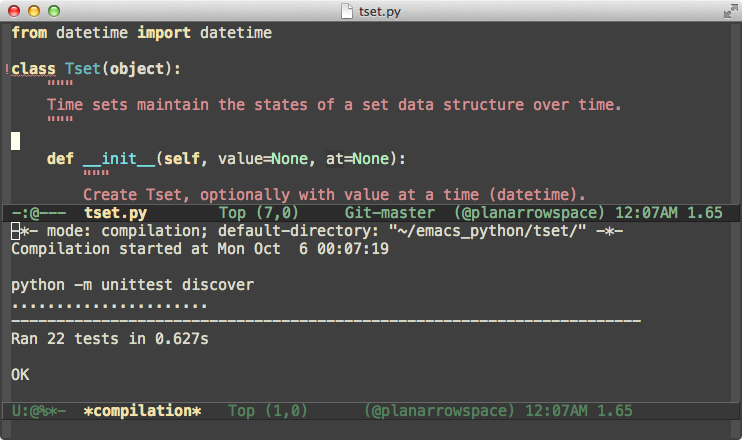 tset.py
from datetime import datetime
!class Tset(object):
"""
Time sets maintain the states of a set data structure over time.
"""
def __init__(self, value=None, at=None):
"""
Create Tset, optionally with value at a time (datetime).
-:@--- tset.py Top (7,0) Git-master (@planarrowspace) 12:07AM 1.65
-*- mode: compilation; default-directory: "~/emacs_python/tset/" -*-
Compilation started at Mon Oct 6 00:07:19
python -m unittest discover
......................
----------------------------------------------------------------------
Ran 22 tests in 0.627s
OK
U:@%*- *compilation* Top (1,0) (@planarrowspace) 12:07AM 1.65